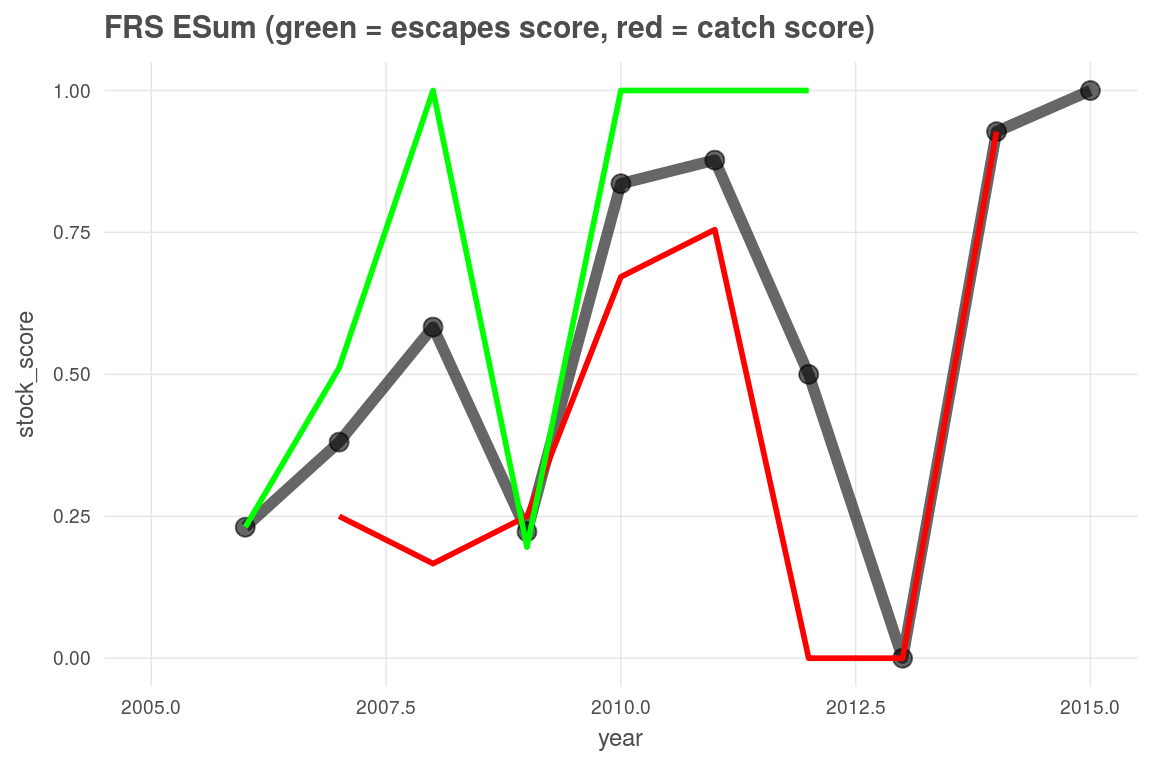 FRS ESum (green = escapes score, red = catch score)
1.00
0.75
0.50
0.25
0.00
stock_score
2005.0 2007.5 2010.0 2012.5 2015.0
year